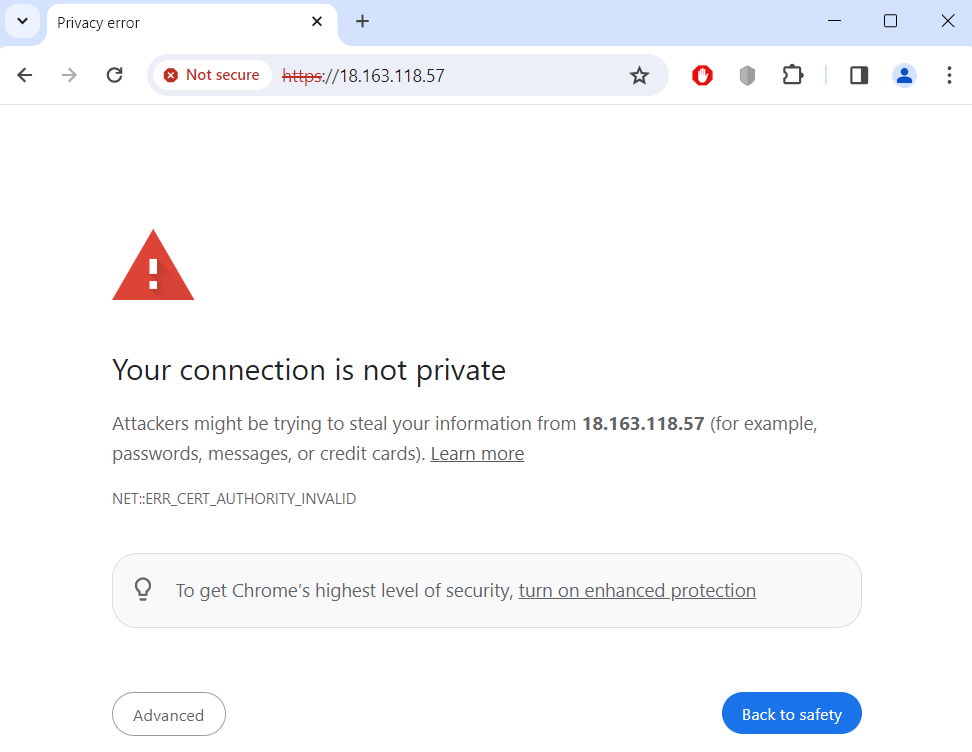 Privacy error
Not secure https://18.163.118.57
Your connection is not private
Attackers might be trying to steal your information from 18.163.118.57 (for example,
passwords, messages, or credit cards). Learn more
NET::ERR_CERT_AUTHORITY_INVALID
To get Chrome’s highest level of security, turn on enhanced protection
Advanced
Back to safety